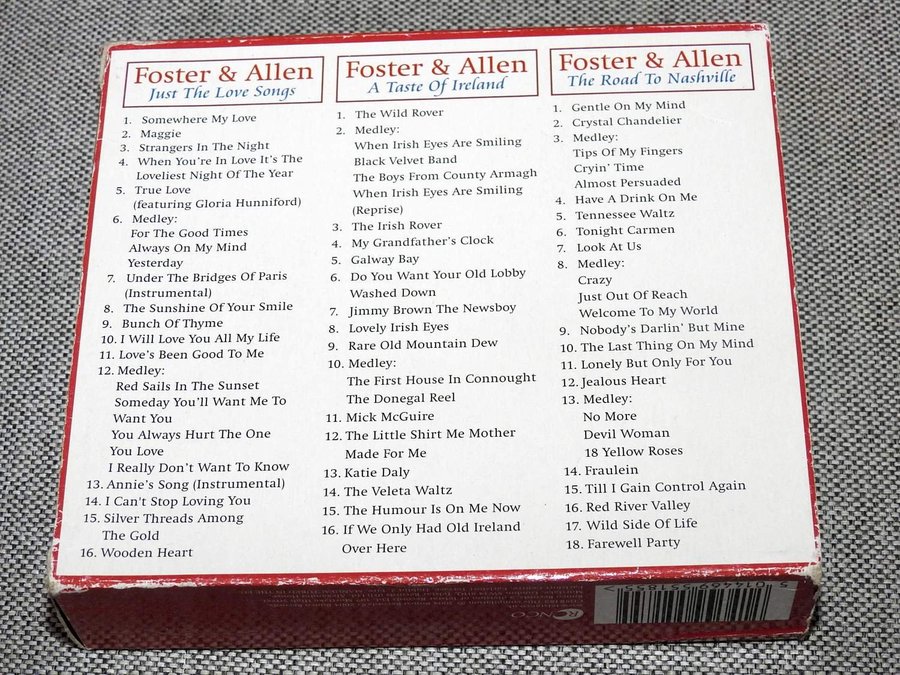 Foster & Allen
Just The Love Songs
1. Somewhere My Love
2. Maggie
3. Strangers In The Night
4. When You're In Love It's The
Loveliest Night Of The Year
5. True Love
(featuring Gloria Hunniford)
6. Medley:
For The Good Times
Always On My Mind
Yesterday
7. Under The Bridges Of Paris
(Instrumental)
8. The Sunshine Of Your Smile
9. Bunch Of Thyme
10. I Will Love You All My Life
11. Love's Been Good To Me
12. Medley:
Red Sails In The Sunset
Someday You'll Want Me To
Want You
You Always Hurt The One
You Love
I Really Don't Want To Know
13. Annie's Song (Instrumental)
14. I Can't Stop Loving You
15. Silver Threads Among
The Gold
16. Wooden Heart
Foster & Allen
A Taste Of Ireland
1. The Wild Rover
2. Medley:
When Irish Eyes Are Smiling
Black Velvet Band
The Boys From County Armagh
When Irish Eyes Are Smiling
(Reprise)
3. The Irish Rover
4. My Grandfather's Clock
5. Galway Bay
6. Do You Want Your Old Lobby
Washed Down
7. Jimmy Brown The Newsboy
8. Lovely Irish Eyes
9. Rare Old Mountain Dew
10. Medley:
The First House In Connought
The Donegal Reel
11. Mick McGuire
12. The Little Shirt Me Mother
Made For Me
13. Katie Daly
14. The Veleta Waltz
15. The Humour Is On Me Now
16. If We Only Had Old Ireland
Over Here
Foster & Allen
The Road To Nashville
1. Gentle On My Mind
2. Crystal Chandelier
3. Medley:
Tips Of My Fingers
Cryin' Time
Almost Persuaded
4. Have A Drink On Me
5. Tennessee Waltz
6. Tonight Carmen
7. Look At Us
8. Medley:
Crazy
Just Out Of Reach
Welcome To My World
9. Nobody's Darlin' But Mine
10. The Last Thing On My Mind
11. Lonely But Only For You
12. Jealous Heart
13. Medley:
No More
Devil Woman
18 Yellow Roses
14. Fraulein
15. Till I Gain Control Again
16. Red River Valley
17. Wild Side Of Life
18. Farewell Party
RONCO